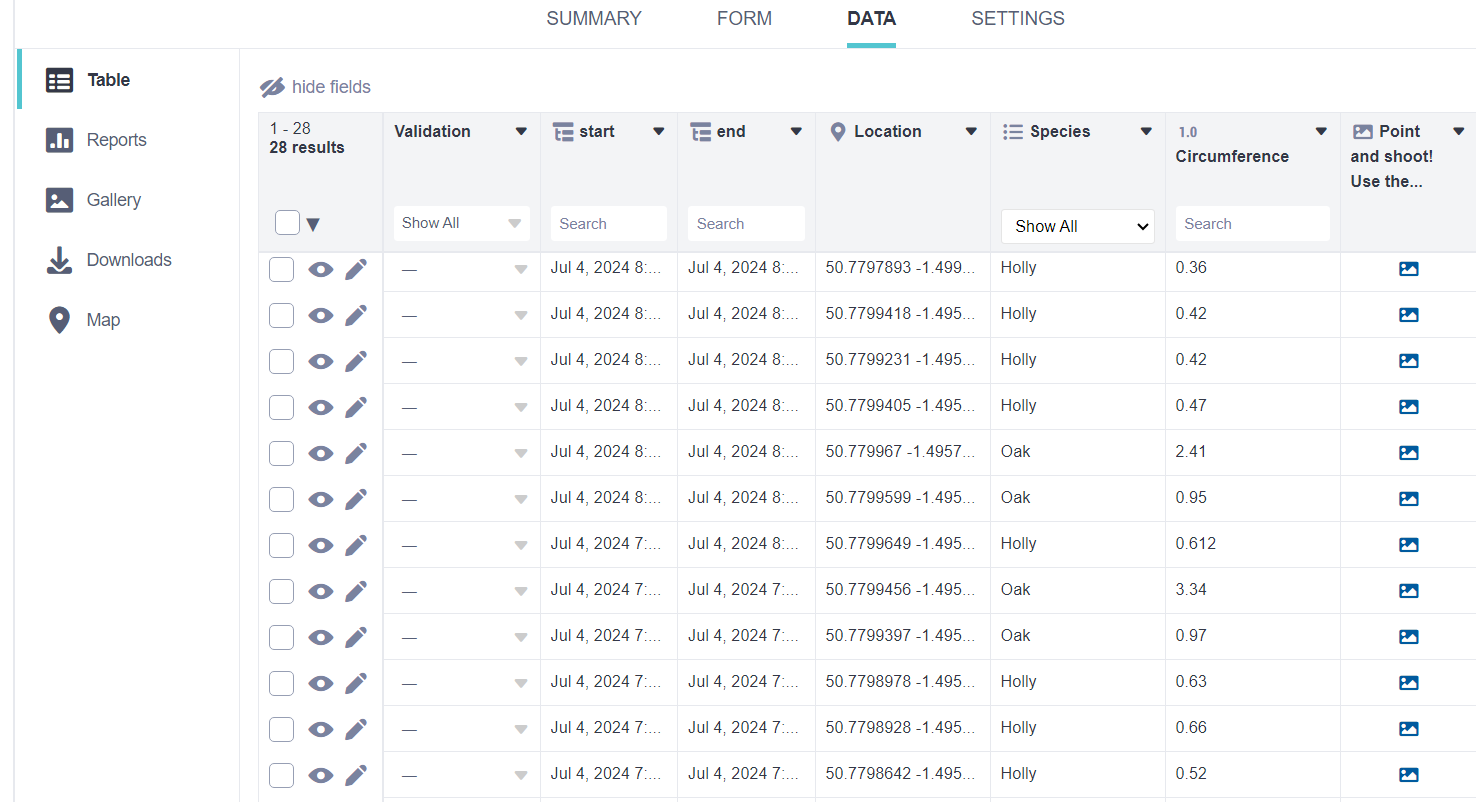 SUMMARY FORM DATA SETTINGS
Table
Reports
Gallery
Downloads
Map
hide fields
1 - 28
28 results
Validation start end Location Species 1.0 Circumference Point and shoot! Use the...
Show All Search Search Show All Search
— Jul 4, 2024 8:... Jul 4, 2024 8:... 50.7797893 -1.499... Holly 0.36
— Jul 4, 2024 8:... Jul 4, 2024 8:... 50.7799418 -1.495... Holly 0.42
— Jul 4, 2024 8:... Jul 4, 2024 8:... 50.7799231 -1.495... Holly 0.42
— Jul 4, 2024 8:... Jul 4, 2024 8:... 50.7799405 -1.495... Holly 0.47
— Jul 4, 2024 8:... Jul 4, 2024 8:... 50.779967 -1.4957... Oak 2.41
— Jul 4, 2024 8:... Jul 4, 2024 8:... 50.7799599 -1.495... Oak 0.95
— Jul 4, 2024 7:... Jul 4, 2024 8:... 50.7799649 -1.495... Holly 0.612
— Jul 4, 2024 7:... Jul 4, 2024 7:... 50.7799456 -1.495... Oak 3.34
— Jul 4, 2024 7:... Jul 4, 2024 7:... 50.7799397 -1.495... Oak 0.97
— Jul 4, 2024 7:... Jul 4, 2024 7:... 50.7798978 -1.495... Holly 0.63
— Jul 4, 2024 7:... Jul 4, 2024 7:... 50.7798928 -1.495... Holly 0.66
— Jul 4, 2024 7:... Jul 4, 2024 7:... 50.7798642 -1.495... Holly 0.52